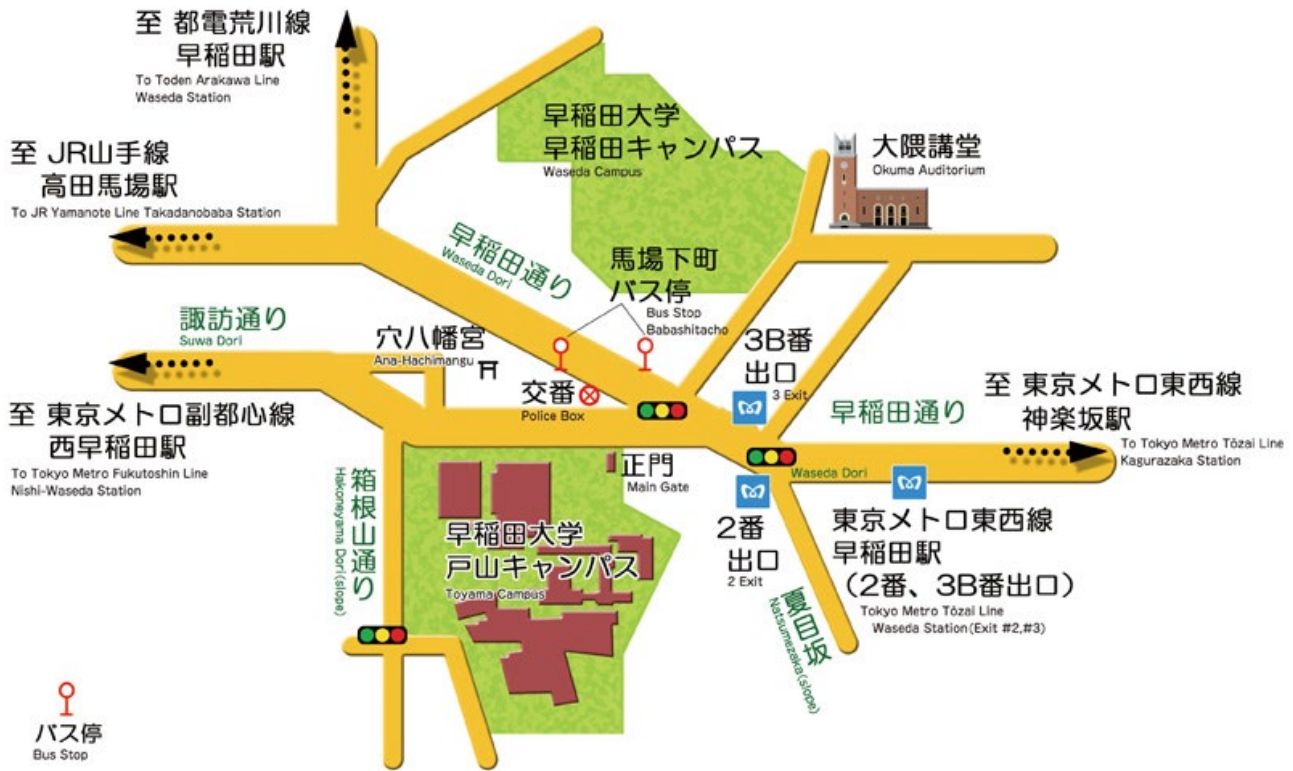 至 都電荒川線
早稲田駅
To Toden Arakawa Line
Waseda Station
至 JR山手線
高田馬場駅
To JR Yamanote Line Takadanobaba Station
早稲田大学
早稲田キャンパス
Waseda Campus
大隈講堂
Okuma Auditorium
早稲田通り
Waseda Dori
馬場下町
バス停
Bus Stop
Babashitacho
諏訪通り
Suwa Dori
穴八幡宮
Ana-Hachimangu
交番
Police Box
3B番
出口
3 Exit
早稲田通り
Waseda Dori
至 東京メトロ東西線
神楽坂駅
To Tokyo Metro Tōzai Line
Kagurazaka Station
至 東京メトロ副都心線
西早稲田駅
To Tokyo Metro Fukutoshin Line
Nishi-Waseda Station
箱根山通り
Hakoneyama Dori(slope)
正門
Main Gate
早稲田大学
戸山キャンパス
Toyama Campus
2番
出口
2 Exit
東京メトロ東西線
早稲田駅
（2番、3B番出口）
Tokyo Metro Tōzai Line
Waseda Station(Exit #2,#3)
夏目坂
Natsumezaka(slope)
バス停
Bus Stop